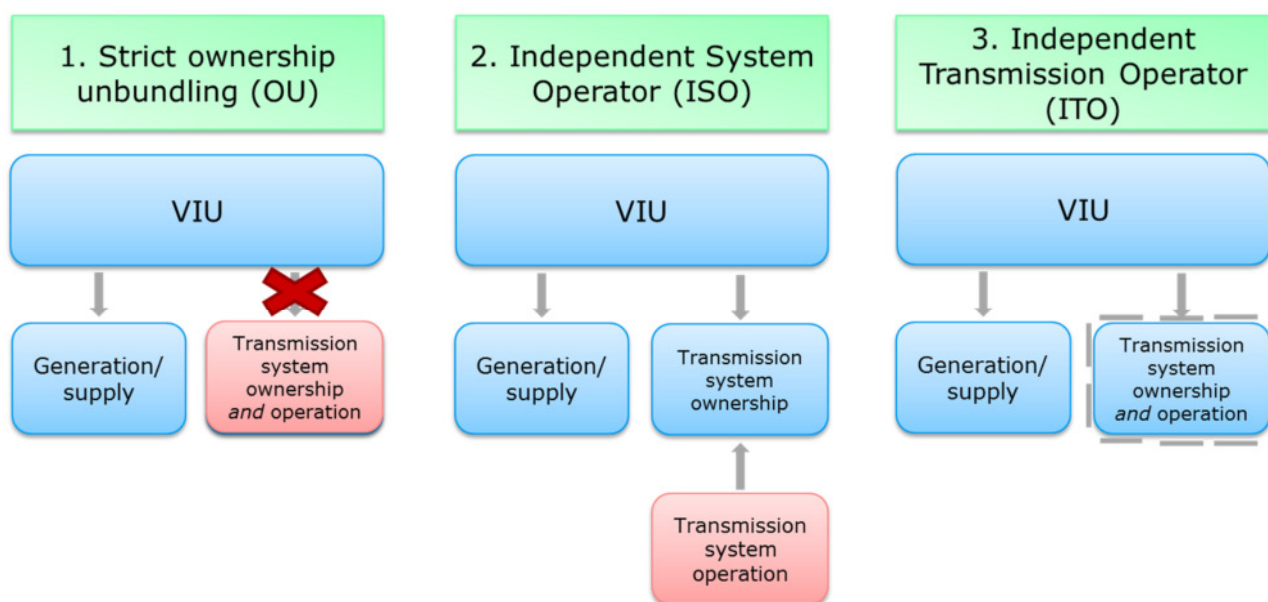 1. Strict ownership
unbundling (OU)
VIU
Generation/
supply
Transmission
system
ownership
and operation
2. Independent System
Operator (ISO)
VIU
Generation/
supply
Transmission
system
ownership
Transmission
system
operation
3. Independent
Transmission Operator
(ITO)
VIU
Generation/
supply
Transmission
system
ownership
and operation